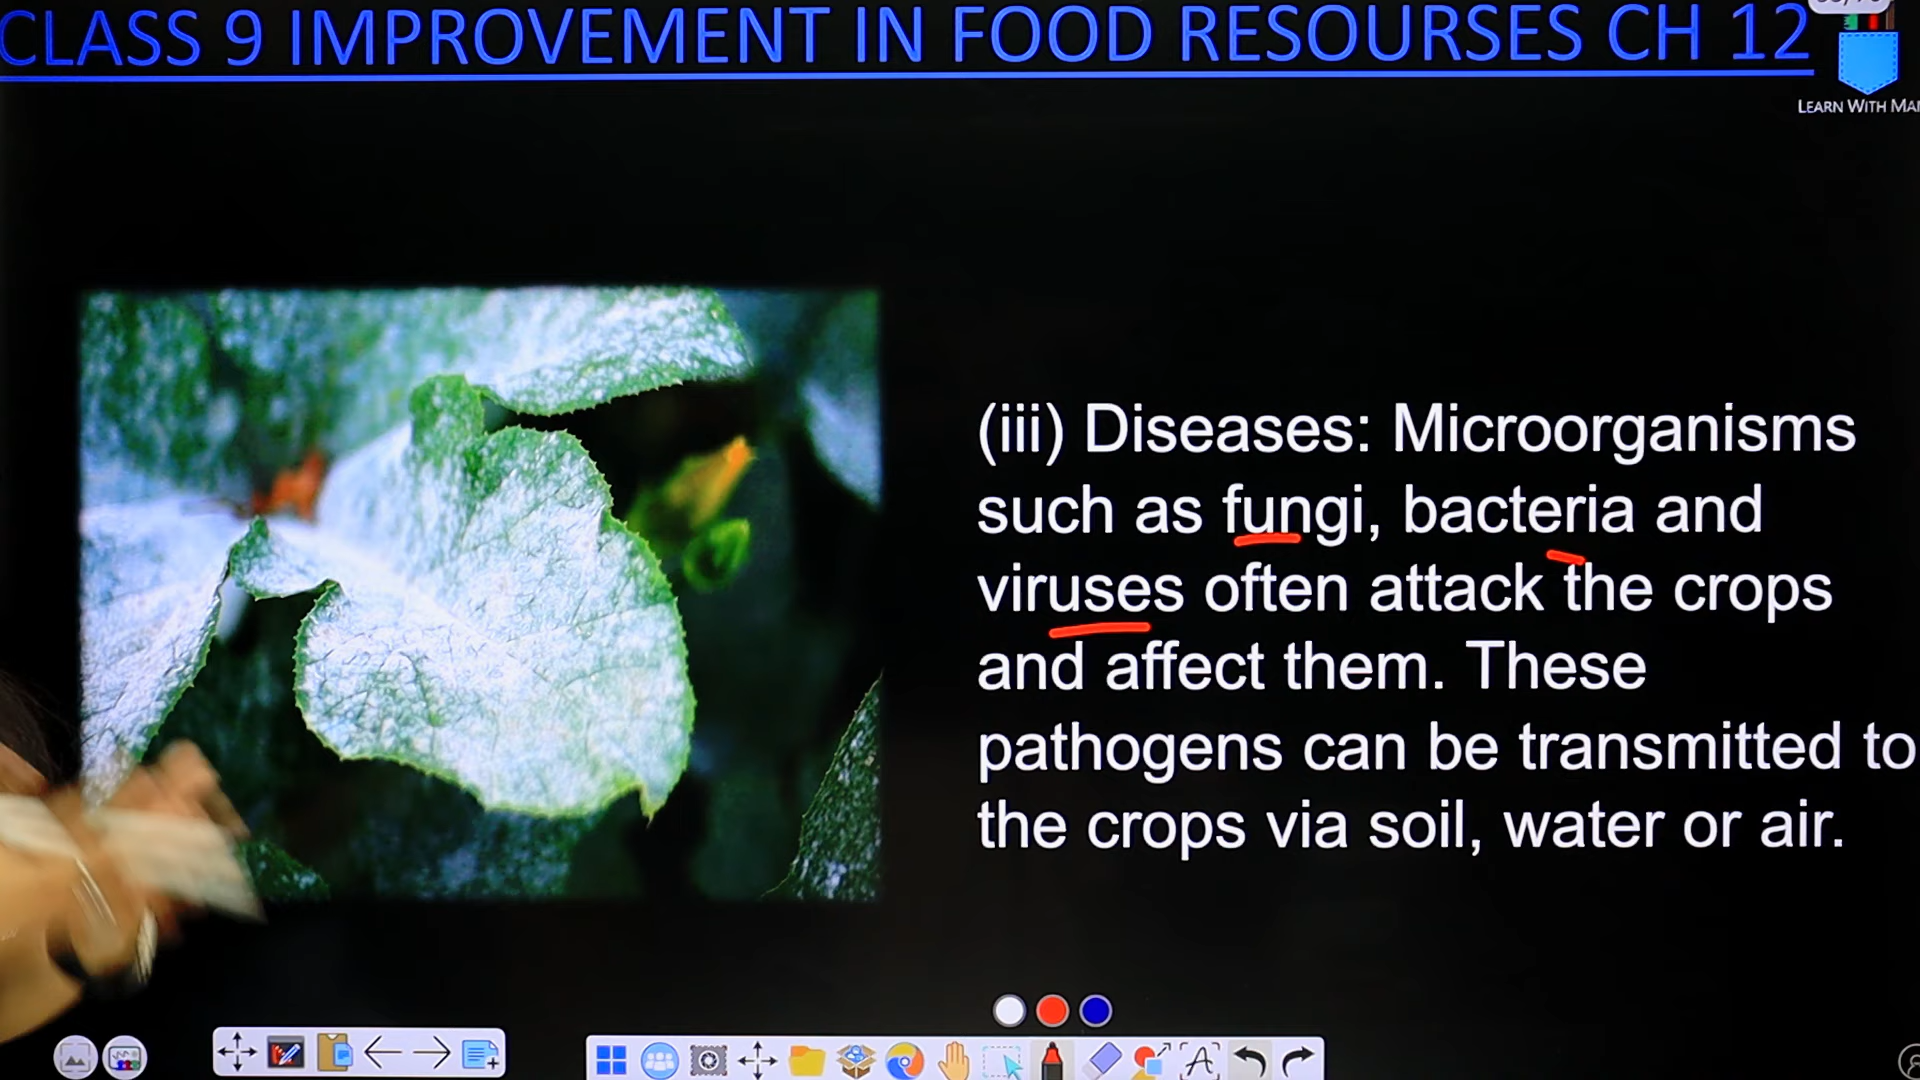 CLASS 9 IMPROVEMENT IN FOOD RESOURSES CH 12
LEARN WITH MAN
(iii) Diseases: Microorganisms
such as fungi, bacteria and
viruses often attack the crops
and affect them. These
pathogens can be transmitted to
the crops via soil, water or air.